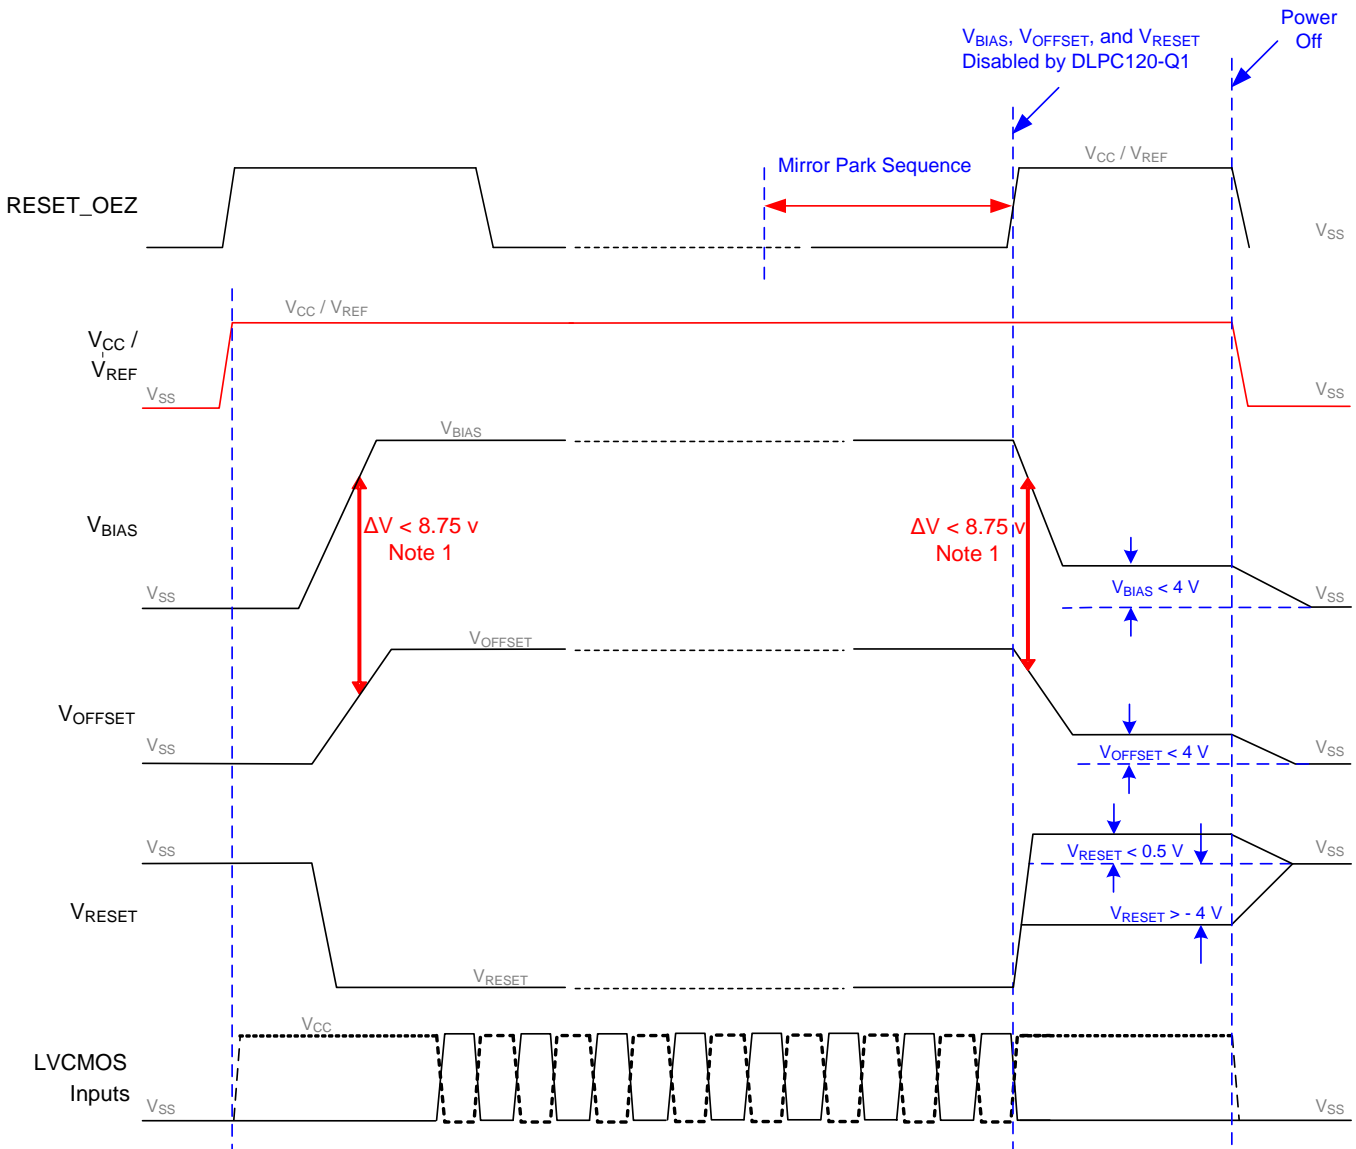 Power
Off
VBIAS, VOFFSET, and VRESET
Disabled by DLPC120-Q1
Mirror Park Sequence
VCC / VREF
RESET_OEZ
VSS
VCC / VREF
VCC /
VREF
VSS
VSS
VBIAS
ΔV < 8.75 v
Note 1
ΔV < 8.75 v
Note 1
VBIAS
VBIAS < 4 V
VSS
VSS
VOFFSET
VOFFSET
VSS
VOFFSET < 4 V
VSS
VSS
VRESET < 0.5 V
VSS
VRESET
VRESET > - 4 V
VRESET
VCC
LVCMOS
Inputs
VSS
VSS